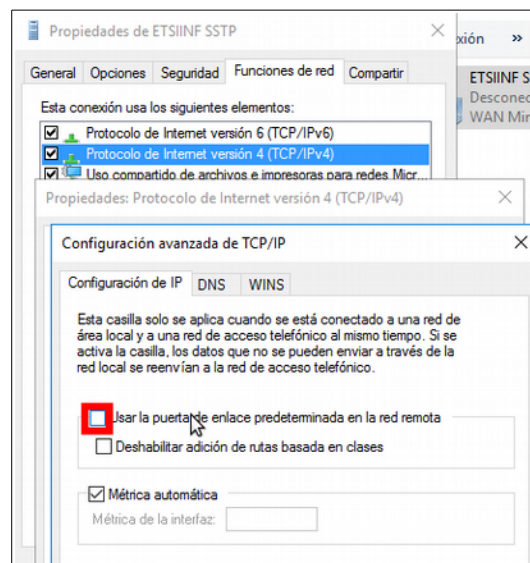 Propiedades de ETSIINF SSTP
xión »
General Opciones Seguridad Funciones de red Compartir
ETSIINF S
Desconec
WAN Min
Esta conexión usa los siguientes elementos:
Protocolo de Internet versión 6 (TCP/IPv6)
Protocolo de Internet versión 4 (TCP/IPv4)
Uso compartido de archivos e impresoras para redes Micr...
Propiedades: Protocolo de Internet versión 4 (TCP/IPv4)
Configuración avanzada de TCP/IP
Configuración de IP DNS WINS
Esta casilla solo se aplica cuando se está conectado a una red de
área local y a una red de acceso telefónico al mismo tiempo. Si se
activa la casilla, los datos que no se pueden enviar a través de la
red local se reenvían a la red de acceso telefónico.
Usar la puerta de enlace predeterminada en la red remota
Deshabilitar adición de rutas basada en clases
Métrica automática
Métrica de la interfaz: